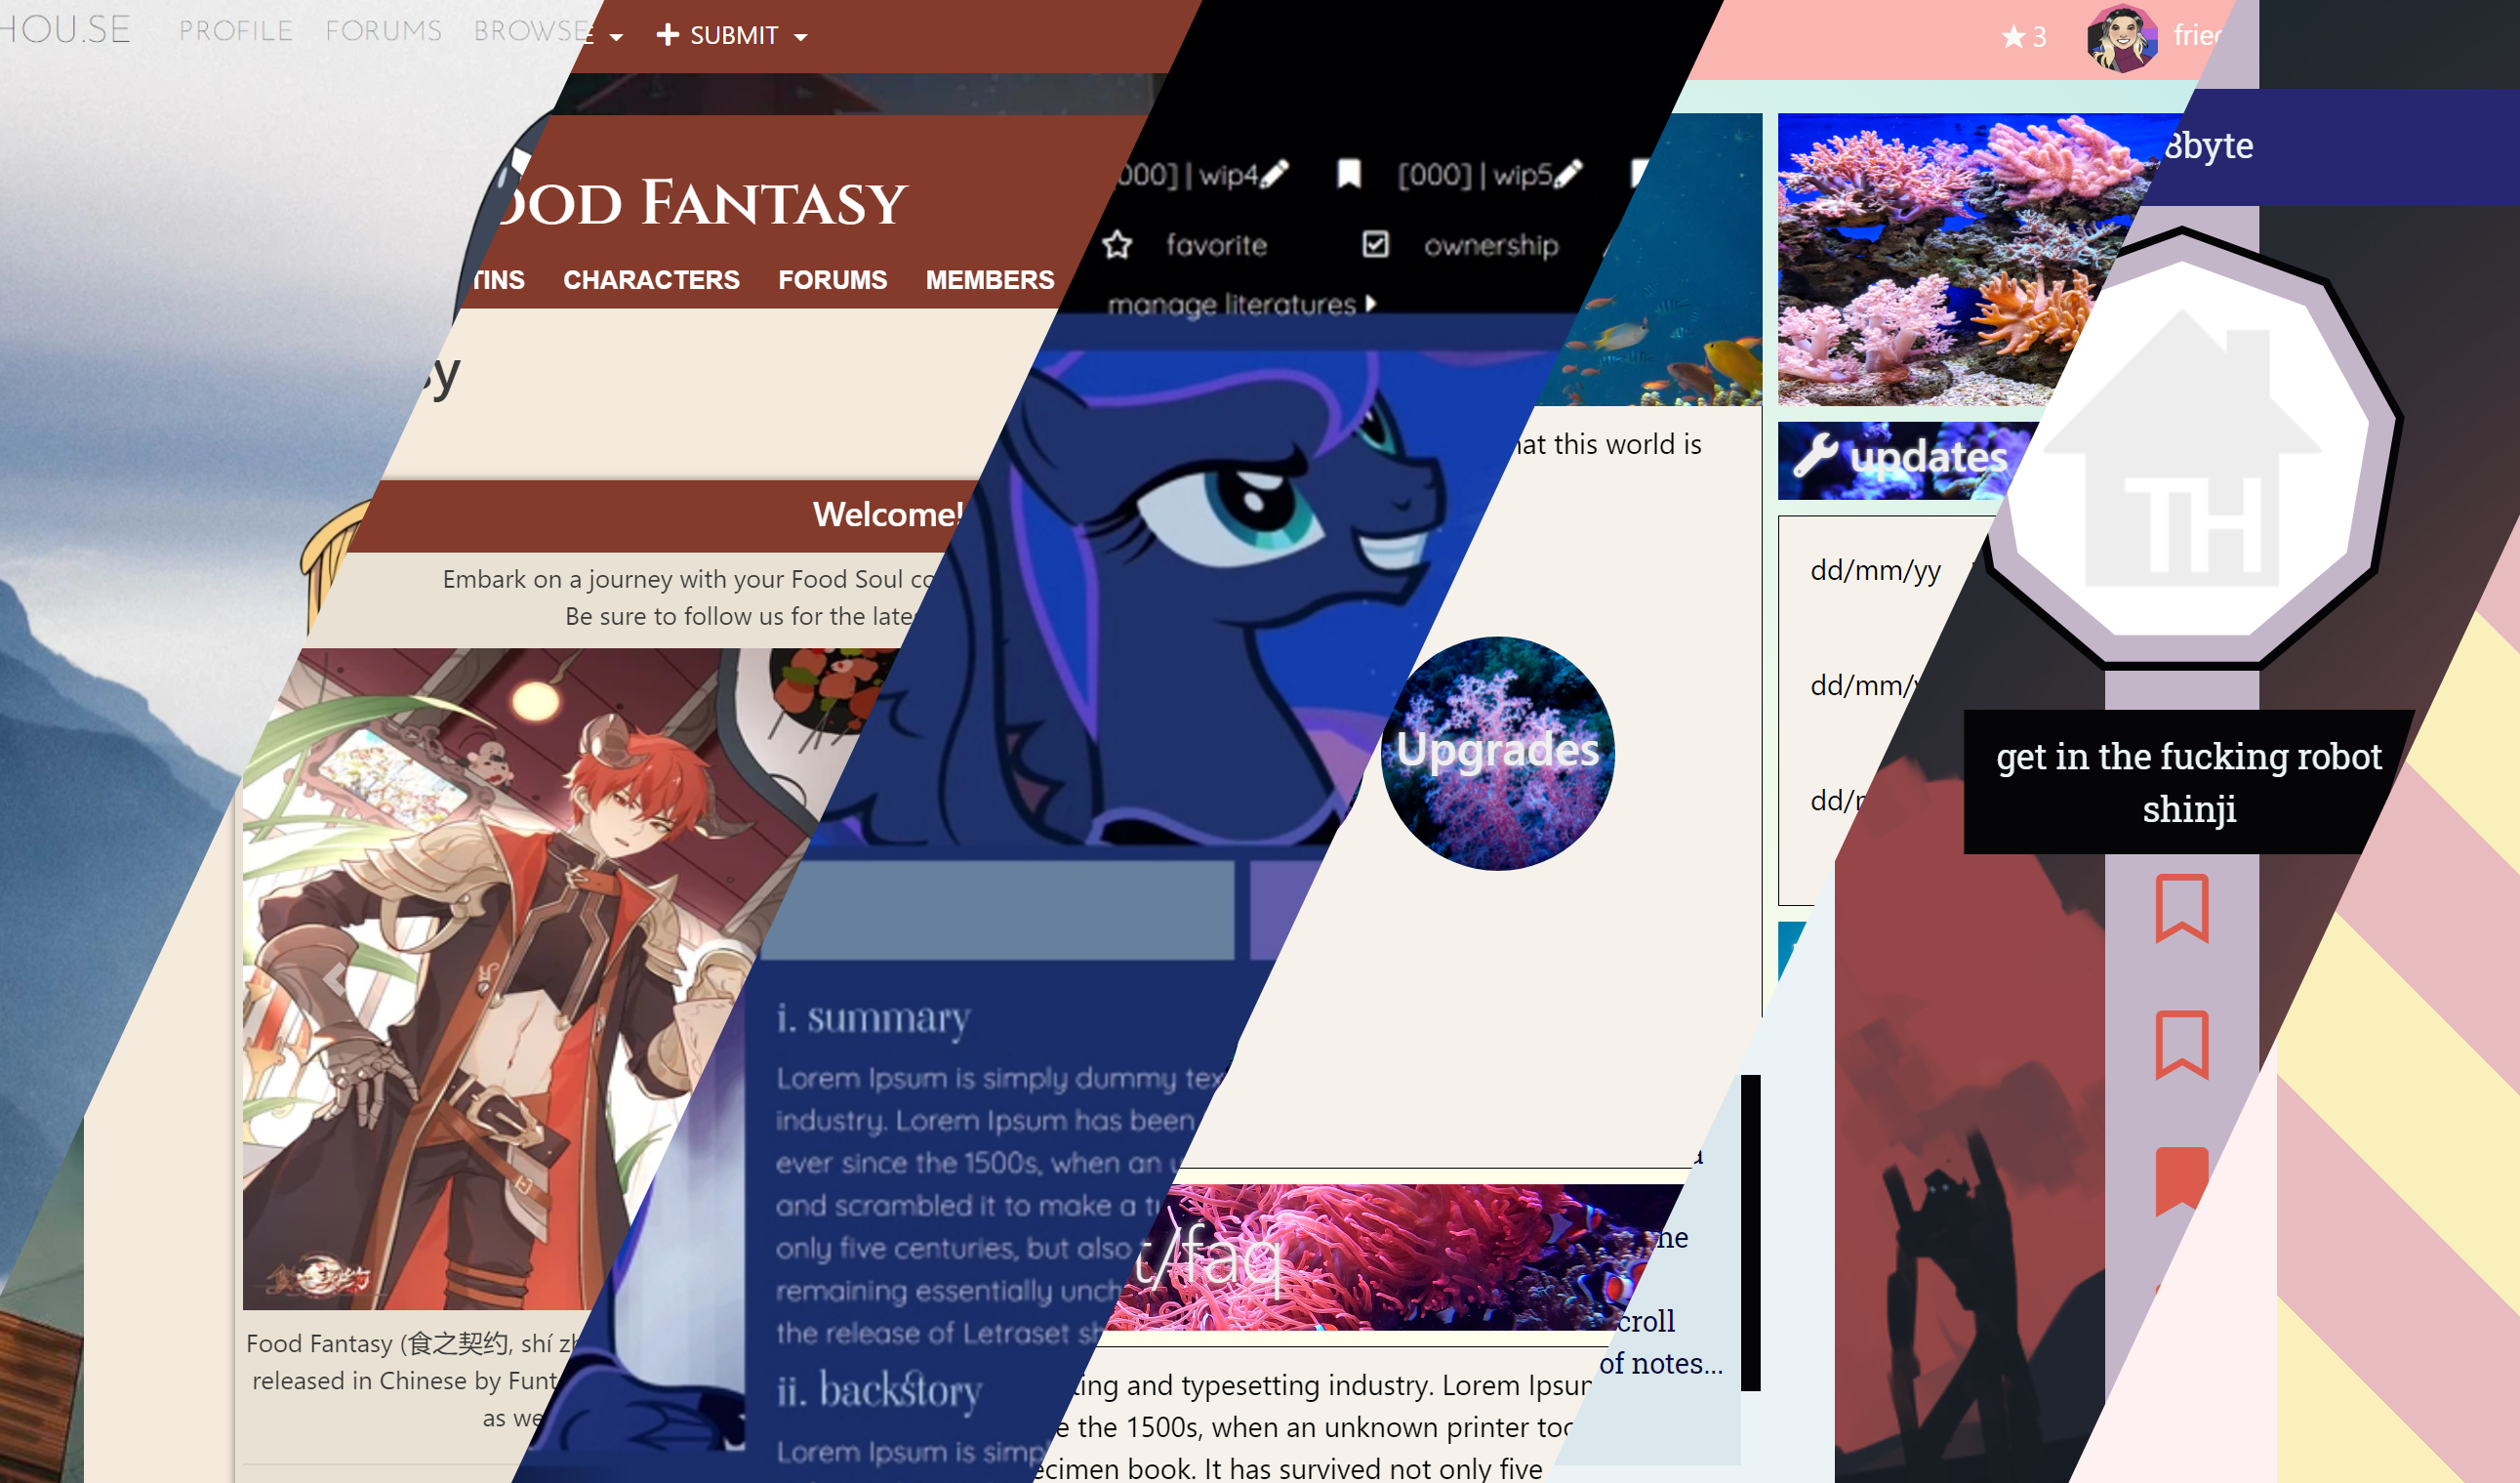 HOU.SE PROFILE FORUMS BROWSE
SUBMIT
OOD FANTASY
TINS CHARACTERS FORUMS MEMBERS
sy
Welcome!
Embark on a journey with your Food Soul co
Be sure to follow us for the lates
Food Fantasy (食之契约, shí zh
released in Chinese by Funt
as we
000] | wip4 [000] | wip5
favorite ownership
manage literatures
i. summary
Lorem Ipsum is simply dummy tex
industry. Lorem Ipsum has been
ever since the 1500s, when an u
and scrambled it to make a ty
only five centuries, but also
remaining essentially unch
the release of Letraset sh
ii. backstory
Lorem Ipsum is simp
hat this world is
Upgrades
t/faq
ting and typesetting industry. Lorem Ipsum
e the 1500s, when an unknown printer too
ecimen book. It has survived not only five
3 frie
updates
dd/mm/yy
dd/mm/y
dd/m
ne
croll
of notes...
8byte
TH
get in the fucking robot
shinji